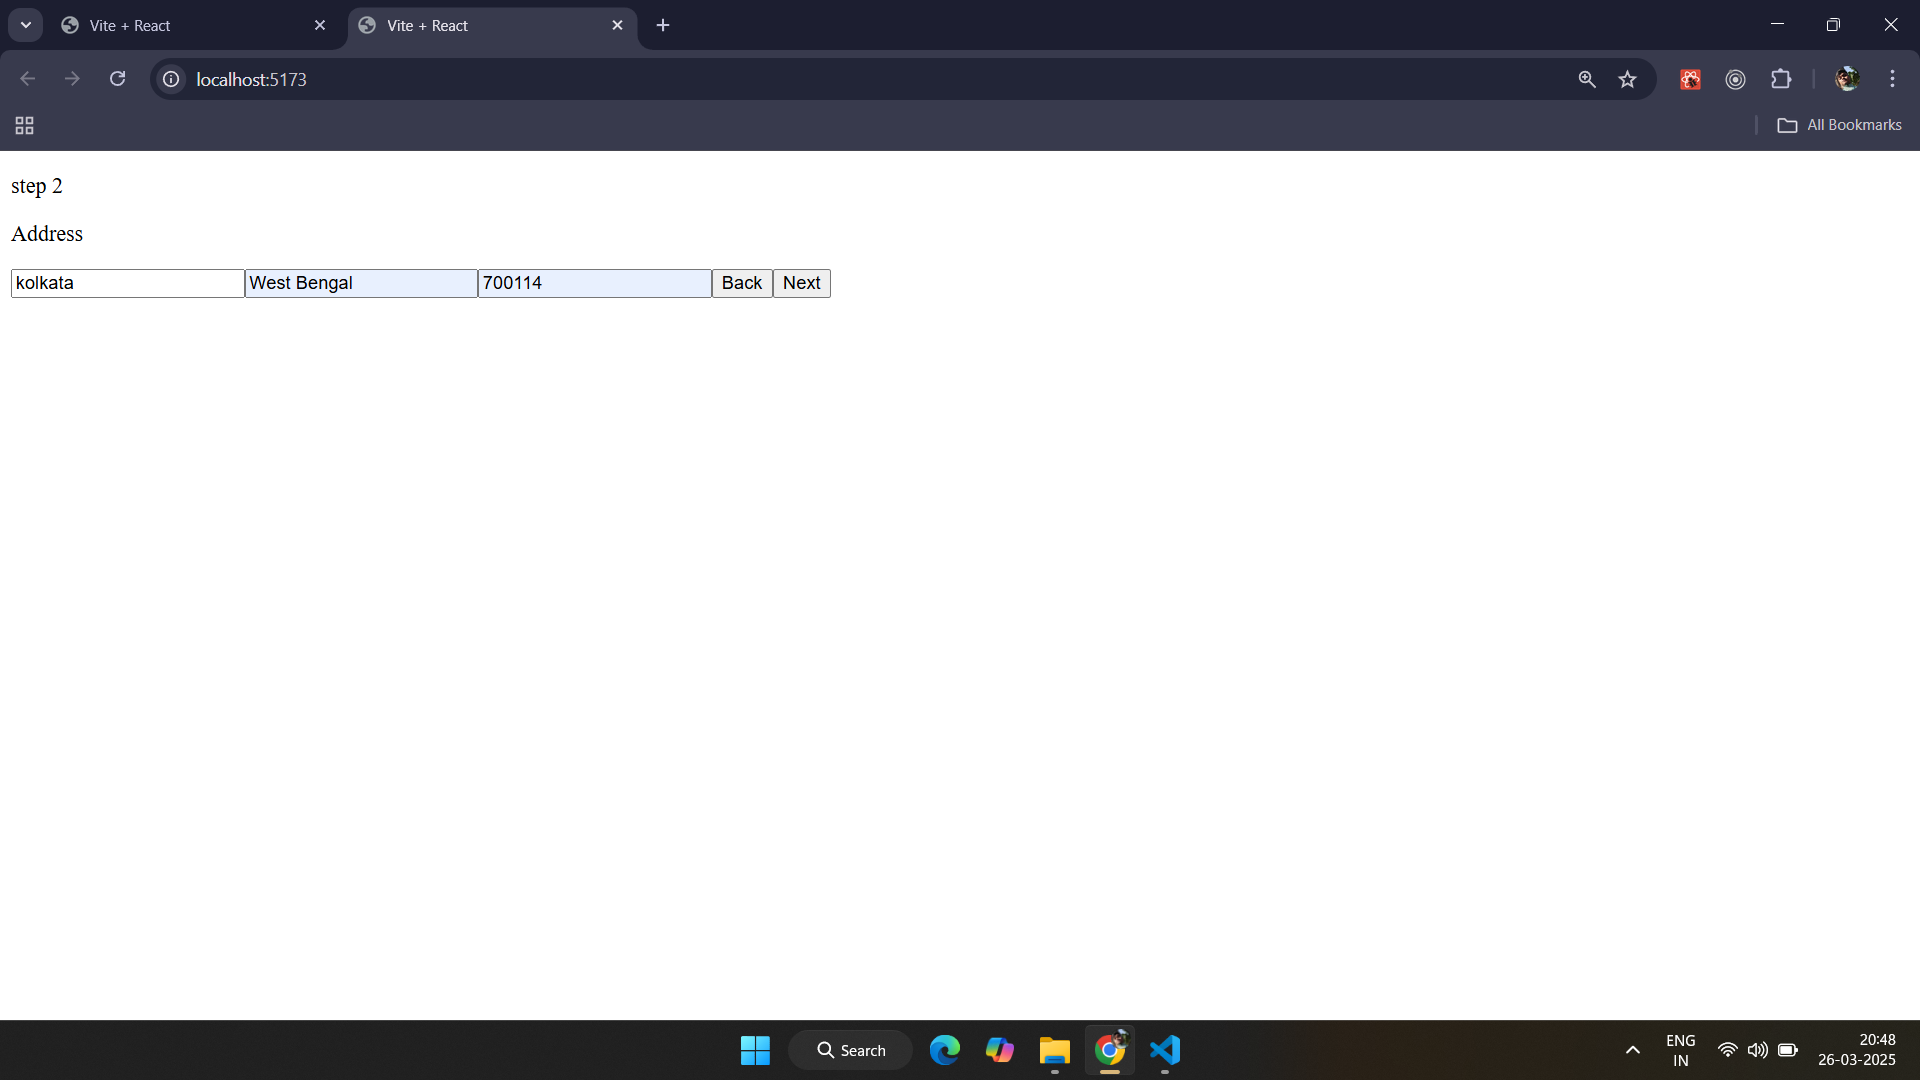 Vite + React
Vite + React
localhost:5173
All Bookmarks
step 2
Address
kolkata West Bengal 700114 Back Next
Search
ENG
IN
20:48
26-03-2025